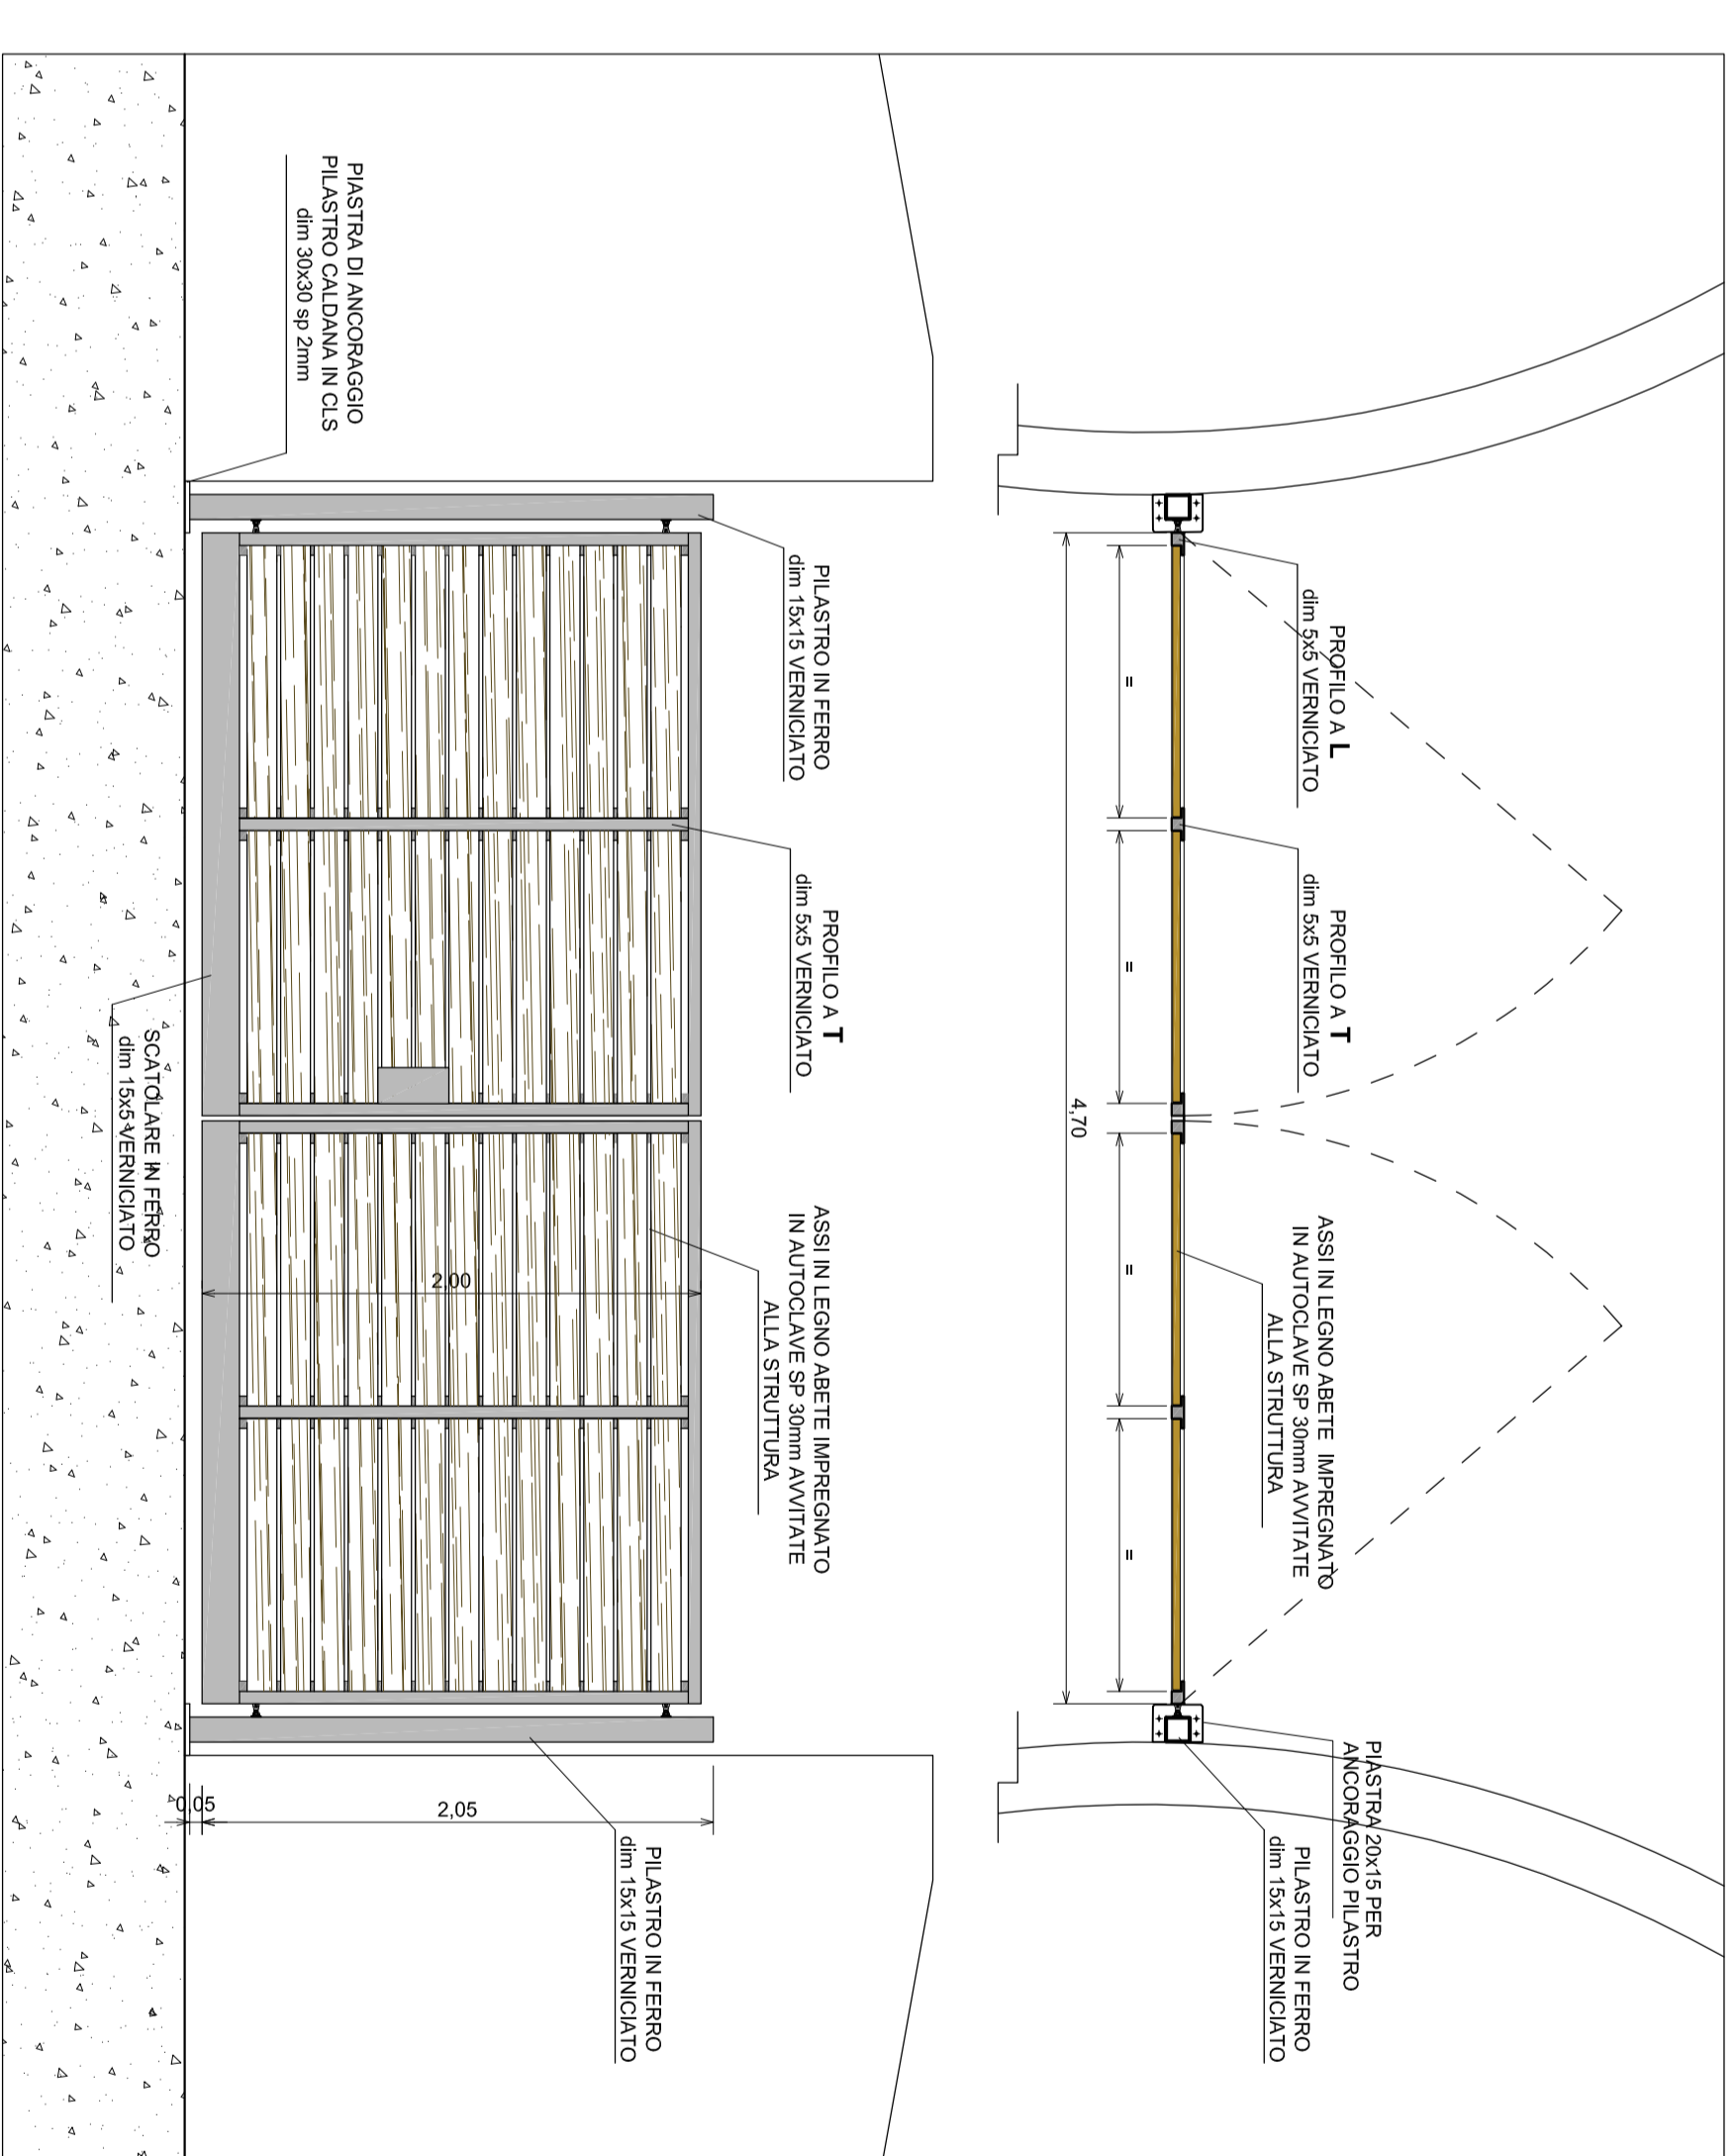 PROFILO A L
dim 5x5 VERNICIATO
PROFILO A T
dim 5x5 VERNICIATO
ASSI IN LEGNO ABETE IMPREGNATO
IN AUTOCLAVE SP 30mm AVVITATE
ALLA STRUTTURA
PIASTRA 20x15 PER
ANCORAGGIO PILASTRO
PILASTRO IN FERRO
dim 15x15 VERNICIATO
=
=
=
=
4,70
PILASTRO IN FERRO
dim 15x15 VERNICIATO
PROFILO A T
dim 5x5 VERNICIATO
ASSI IN LEGNO ABETE IMPREGNATO
IN AUTOCLAVE SP 30mm AVVITATE
ALLA STRUTTURA
PILASTRO IN FERRO
dim 15x15 VERNICIATO
2,00
2,05
0,05
PIASTRA DI ANCORAGGIO
PILASTRO CALDANA IN CLS
dim 30x30 sp 2mm
SCATOLARE IN FERRO
dim 15x5 VERNICIATO